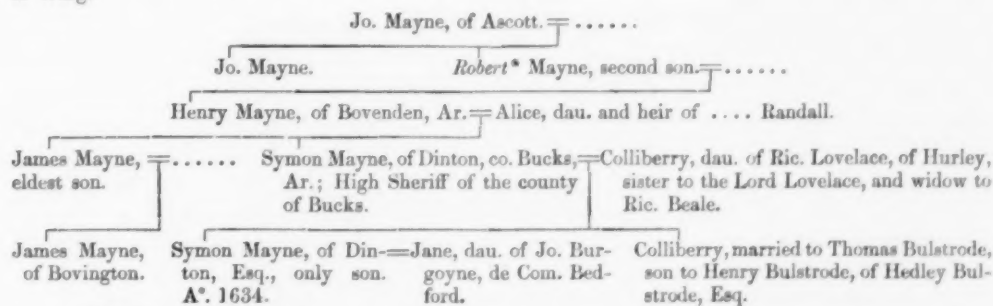 Jo. Mayne, of Ascott. ......
Jo. Mayne. Robert* Mayne, second son. ......
Henry Mayne, of Bovenden, Ar. Alice, dau. and heir of .... Randall.
James Mayne, ......
eldest son.
Symon Mayne, of Dinton, co. Bucks,
Ar.; High Sheriff of the county
of Bucks.
Colliberry, dau. of Ric. Lovelace, of Hurley,
sister to the Lord Lovelace, and widow to
Ric. Beale.
James Mayne,
of Bovington.
Symon Mayne, of Din-
ton, Esq., only son.
A°. 1634.
Jane, dau. of Jo. Bur-
goyne, de Com. Bed-
ford.
Colliberry, married to Thomas Bulstrode,
son to Henry Bulstrode, of Hedley Bul-
strode, Esq.